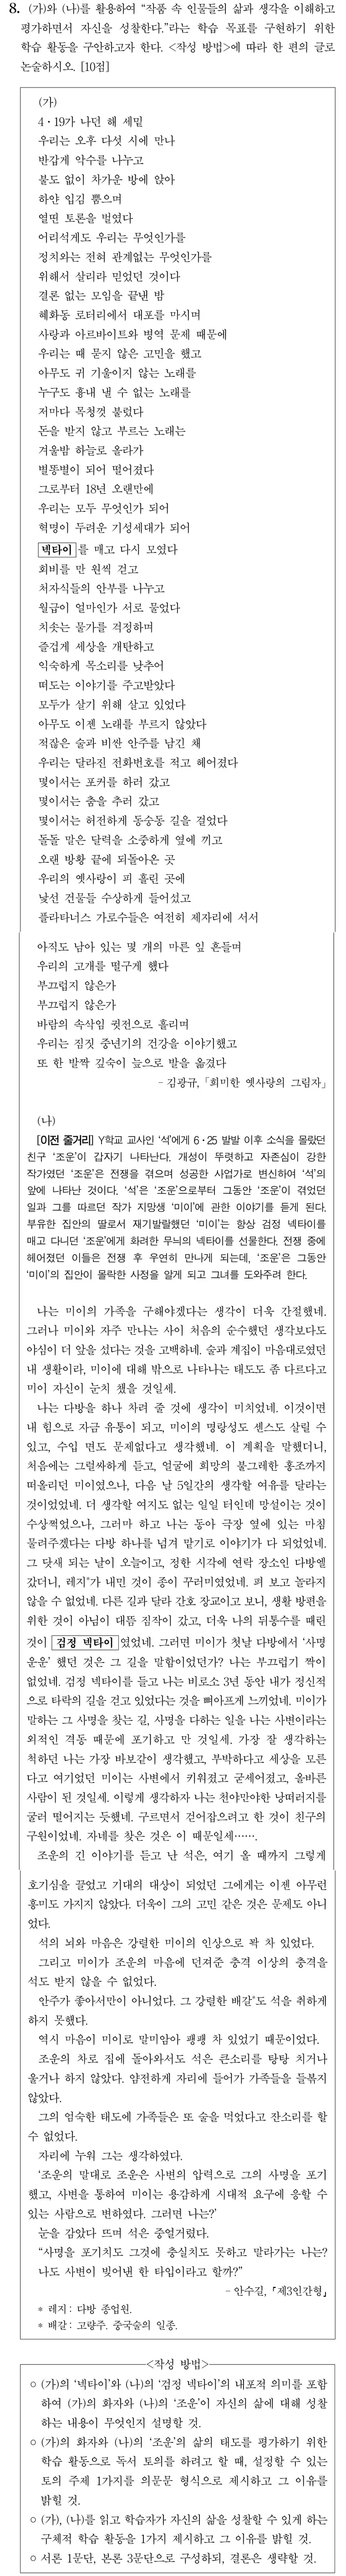 8. (가)와 (나)를 활용하여 “작품 속 인물들의 삶과 생각을 이해하고
평가하면서 자신을 성찰한다.”라는 학습 목표를 구현하기 위한
학습 활동을 구안하고자 한다. <작성 방법>에 따라 한 편의 글로
논술하시오. [10점]
(가)
4・19가 나던 해 세밑
우리는 오후 다섯 시에 만나
반갑게 악수를 나누고
불도 없이 차가운 방에 앉아
하얀 입김 뿜으며
열띤 토론을 벌였다
어리석게도 우리는 무엇인가를
정치와는 전혀 관계없는 무엇인가를
위해서 살리라 믿었던 것이다
결론 없는 모임을 끝낸 밤
혜화동 로터리에서 대포를 마시며
사랑과 아르바이트와 병역 문제 때문에
우리는 때 묻지 않은 고민을 했고
아무도 귀 기울이지 않는 노래를
누구도 흉내 낼 수 없는 노래를
저마다 목청껏 불렀다
돈을 받지 않고 부르는 노래는
겨울밤 하늘로 올라가
별똥별이 되어 떨어졌다
그로부터 18년 오랜만에
우리는 모두 무엇인가 되어
혁명이 두려운 기성세대가 되어
넥타이를 매고 다시 모였다
회비를 만 원씩 걷고
처자식들의 안부를 나누고
월급이 얼마인가 서로 물었다
치솟는 물가를 걱정하며
즐겁게 세상을 개탄하고
익숙하게 목소리를 낮추어
떠도는 이야기를 주고받았다
모두가 살기 위해 살고 있었다
아무도 이젠 노래를 부르지 않았다
적잖은 술과 비싼 안주를 남긴 채
우리는 달라진 전화번호를 적고 헤어졌다
몇이서는 포커를 하러 갔고
몇이서는 춤을 추러 갔고
몇이서는 허전하게 동숭동 길을 걸었다
돌돌 말은 달력을 소중하게 옆에 끼고
오랜 방황 끝에 되돌아온 곳
우리의 옛사랑이 피 흘린 곳에
낯선 건물들 수상하게 들어섰고
플라타너스 가로수들은 여전히 제자리에 서서
아직도 남아 있는 몇 개의 마른 잎 흔들며
우리의 고개를 떨구게 했다
부끄럽지 않은가
부끄럽지 않은가
바람의 속삭임 귓전으로 흘리며
우리는 짐짓 중년기의 건강을 이야기했고
또 한 발짝 깊숙이 늪으로 발을 옮겼다
- 김광규, 「희미한 옛사랑의 그림자」
(나)
[이전 줄거리] Y학교 교사인 ‘석’에게 6・25 발발 이후 소식을 몰랐던
친구 ‘조운’이 갑자기 나타난다. 개성이 뚜렷하고 자존심이 강한
작가였던 ‘조운’은 전쟁을 겪으며 성공한 사업가로 변신하여 ‘석’의
앞에 나타난 것이다. ‘석’은 ‘조운’으로부터 그동안 ‘조운’이 겪었던
일과 그를 따르던 작가 지망생 ‘미이’에 관한 이야기를 듣게 된다.
부유한 집안의 딸로서 재기발랄했던 ‘미이’는 항상 검정 넥타이를
매고 다니던 ‘조운’에게 화려한 무늬의 넥타이를 선물한다. 전쟁 중에
헤어졌던 이들은 전쟁 후 우연히 만나게 되는데, ‘조운’은 그동안
‘미이’의 집안이 몰락한 사정을 알게 되고 그녀를 도와주려 한다.
나는 미이의 가족을 구해야겠다는 생각이 더욱 간절했네.
그러나 미이와 자주 만나는 사이 처음의 순수했던 생각보다도
야심이 더 앞을 섰다는 것을 고백하네. 술과 계집이 마음대로였던
내 생활이라, 미이에 대해 밖으로 나타나는 태도도 좀 다르다고
미이 자신이 눈치 챘을 것일세.
나는 다방을 하나 차려 줄 것에 생각이 미치었네. 이것이면
내 힘으로 자금 유통이 되고, 미이의 명랑성도 센스도 살릴 수
있고, 수입 면도 문제없다고 생각했네. 이 계획을 말했더니,
처음에는 그럴싸하게 듣고, 얼굴에 희망의 불그레한 홍조까지
떠올리던 미이였으나, 다음 날 5일간의 생각할 여유를 달라는
것이었었네. 더 생각할 여지도 없는 일일 터인데 망설이는 것이
수상쩍었으나, 그러마 하고 나는 동아 극장 옆에 있는 마침
물려주겠다는 다방 하나를 넘겨 맡기로 이야기가 다 되었었네.
그 닷새 되는 날이 오늘이고, 정한 시각에 연락 장소인 다방엘
갔더니, 레지*가 내민 것이 종이 꾸러미였었네. 펴 보고 놀라지
않을 수 없었네. 다른 길과 달라 간호 장교이고 보니, 생활 방편을
위한 것이 아님이 대뜸 짐작이 갔고, 더욱 나의 뒤통수를 때린
것이 검정 넥타이였었네. 그러면 미이가 첫날 다방에서 ‘사명
운운’ 했던 것은 그 길을 말함이었던가? 나는 부끄럽기 짝이
없었네. 검정 넥타이를 들고 나는 비로소 3년 동안 내가 정신적
으로 타락의 길을 걷고 있었다는 것을 뼈아프게 느끼었네. 미이가
말하는 그 사명을 찾는 길, 사명을 다하는 일을 나는 사변이라는
외적인 격동 때문에 포기하고 만 것일세. 가장 잘 생각하는
척하던 나는 가장 바보같이 생각했고, 부박하다고 세상을 모른
다고 여기었던 미이는 사변에서 키워졌고 굳세어졌고, 올바른
사람이 된 것일세. 이렇게 생각하자 나는 천야만야한 낭떠러지를
굴러 떨어지는 듯했네. 구르면서 걷어잡으려고 한 것이 친구의
구원이었네. 자네를 찾은 것은 이 때문일세……
조운의 긴 이야기를 듣고 난 석은, 여기 올 때까지 그렇게
호기심을 끌었고 기대의 대상이 되었던 그에게는 이젠 아무런
흥미도 가지지 않았다. 더욱이 그의 고민 같은 것은 문제도 아니
었다.
석의 뇌와 마음은 강렬한 미이의 인상으로 꽉 차 있었다.
그리고 미이가 조운의 마음에 던져준 충격 이상의 충격을
석도 받지 않을 수 없었다.
안주가 좋아서만이 아니었다. 그 강렬한 배갈*도 석을 취하게
하지 못했다.
역시 마음이 미이로 말미암아 팽팽 차 있었기 때문이었다.
조운의 차로 집에 돌아와서도 석은 큰소리를 탕탕 치거나
울거나 하지 않았다. 얌전하게 자리에 들어가 가족들을 들볶지
않았다.
그의 엄숙한 태도에 가족들은 또 술을 먹었다고 잔소리를 할
수 없었다.
자리에 누워 그는 생각하였다.
‘조운의 말대로 조운은 사변의 압력으로 그의 사명을 포기
했고, 사변을 통하여 미이는 용감하게 시대적 요구에 응할 수
있는 사람으로 변하였다. 그러면 나는?’
눈을 감았다 뜨며 석은 중얼거렸다.
“사명을 포기치도 그것에 충실치도 못하고 말라가는 나는?
나도 사변이 빚어낸 한 타입이라고 할까?”
- 안수길, 『제3인간형』
* 레지 : 다방 종업원.
* 배갈 : 고량주. 중국술의 일종.
<작성 방법>
○ (가)의 ‘넥타이’와 (나)의 ‘검정 넥타이’의 내포적 의미를 포함
하여 (가)의 화자와 (나)의 ‘조운’이 자신의 삶에 대해 성찰
하는 내용이 무엇인지 설명할 것.
○ (가)의 화자와 (나)의 ‘조운’의 삶의 태도를 평가하기 위한
학습 활동으로 독서 토의를 하려고 할 때, 설정할 수 있는
토의 주제 1가지를 의문문 형식으로 제시하고 그 이유를
밝힐 것.
○ (가), (나)를 읽고 학습자가 자신의 삶을 성찰할 수 있게 하는
구체적 학습 활동을 1가지 제시하고 그 이유를 밝힐 것.
○ 서론 1문단, 본론 3문단으로 구성하되, 결론은 생략할 것.